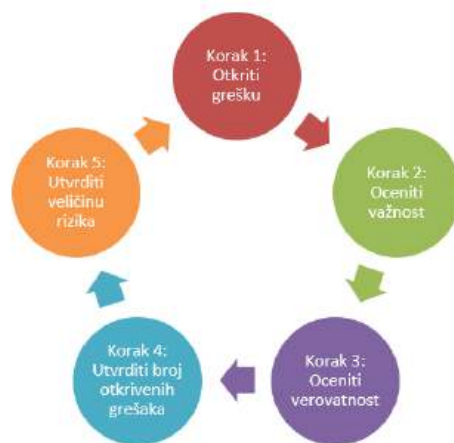 Korak 1:
Otkriti
grešku
Korak 2:
Oceniti
važnost
Korak 3:
Oceniti
verovatnost
Korak 4:
Utvrditi broj
otkrivenih
grešaka
Korak 5:
Utvrditi
veličinu
rizika